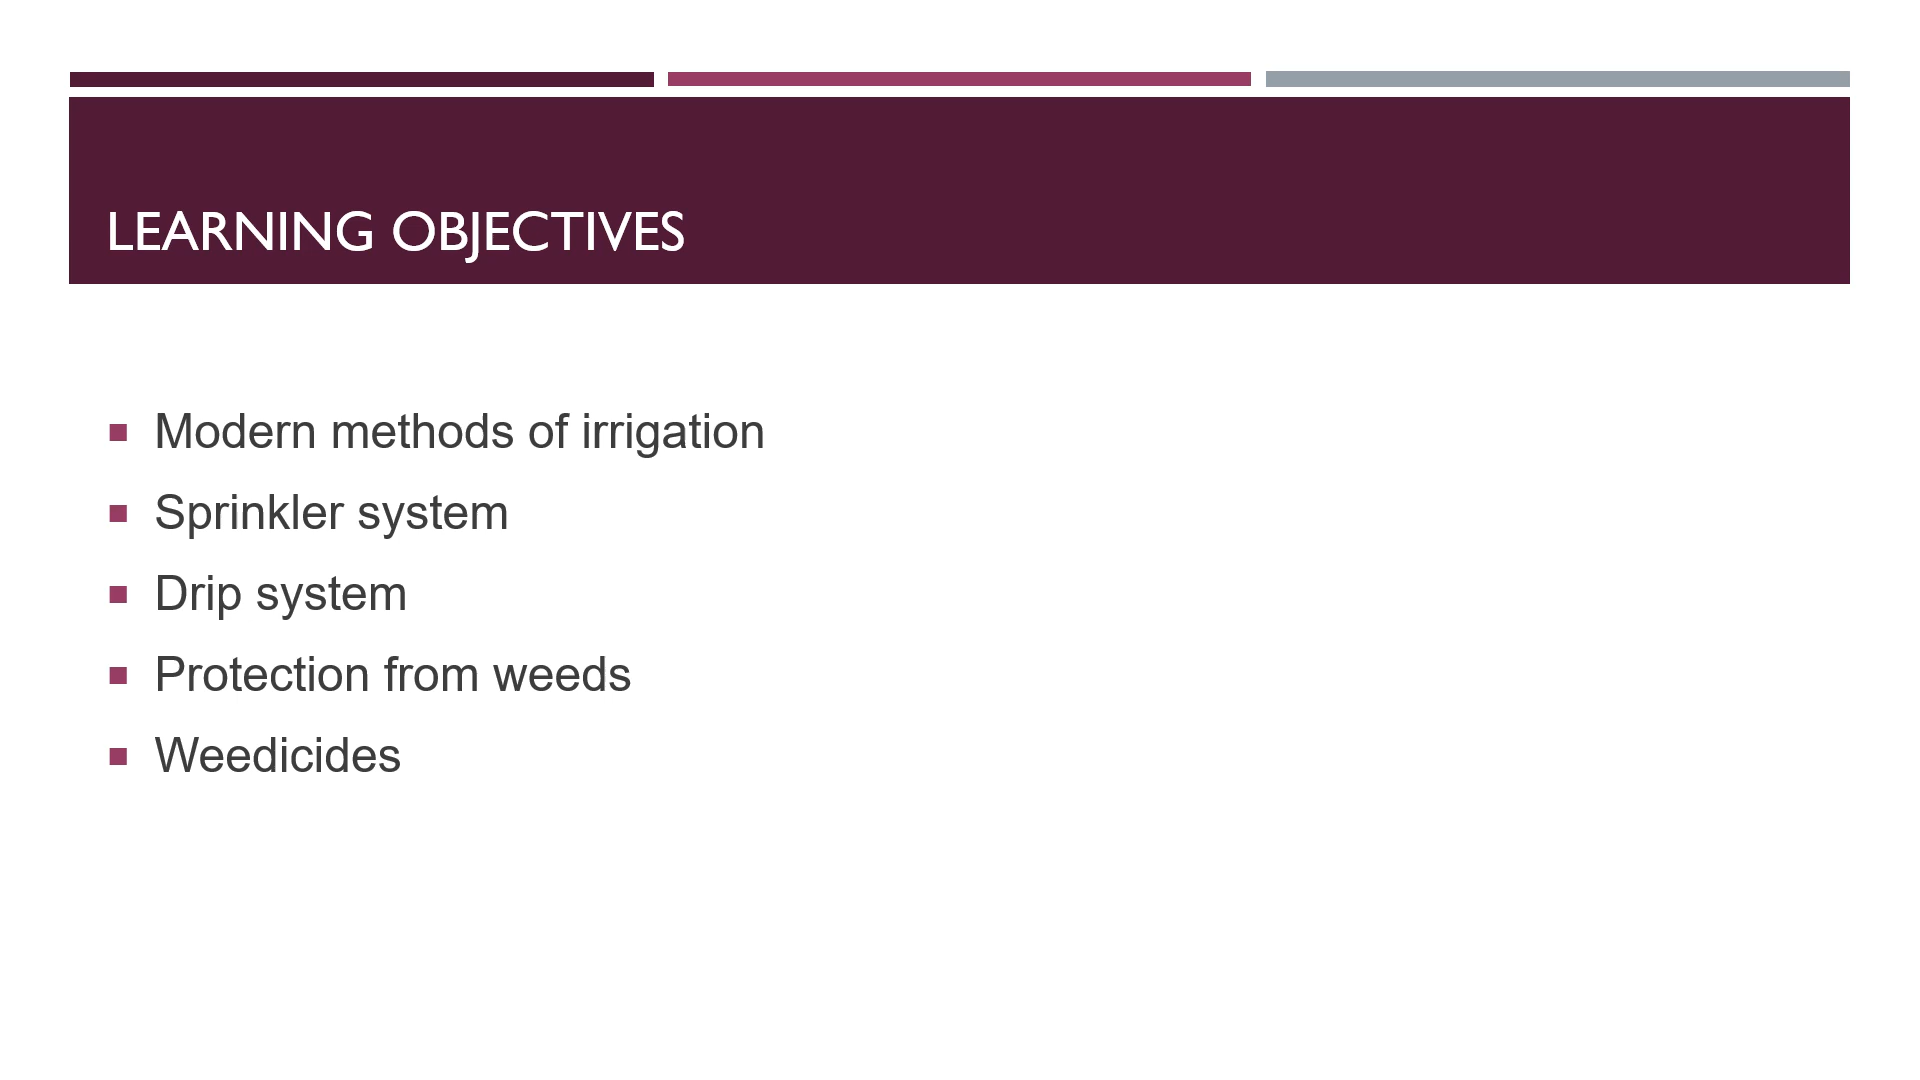 LEARNING OBJECTIVES
Modern methods of irrigation
Sprinkler system
Drip system
Protection from weeds
Weedicides